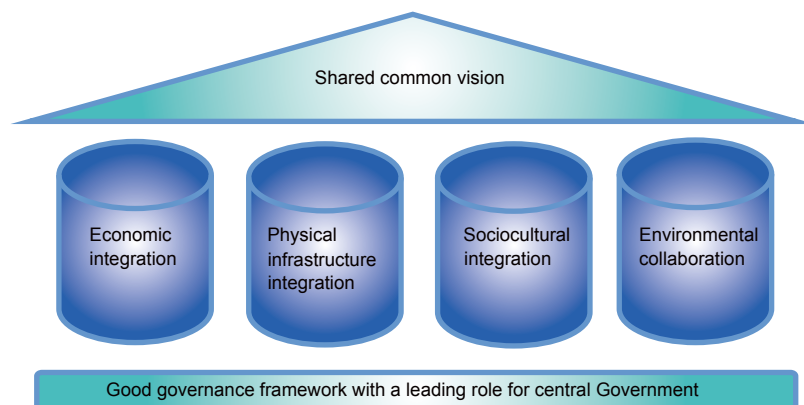 Shared common vision
Economic
integration
Physical
infrastructure
integration
Sociocultural
integration
Environmental
collaboration
Good governance framework with a leading role for central Government